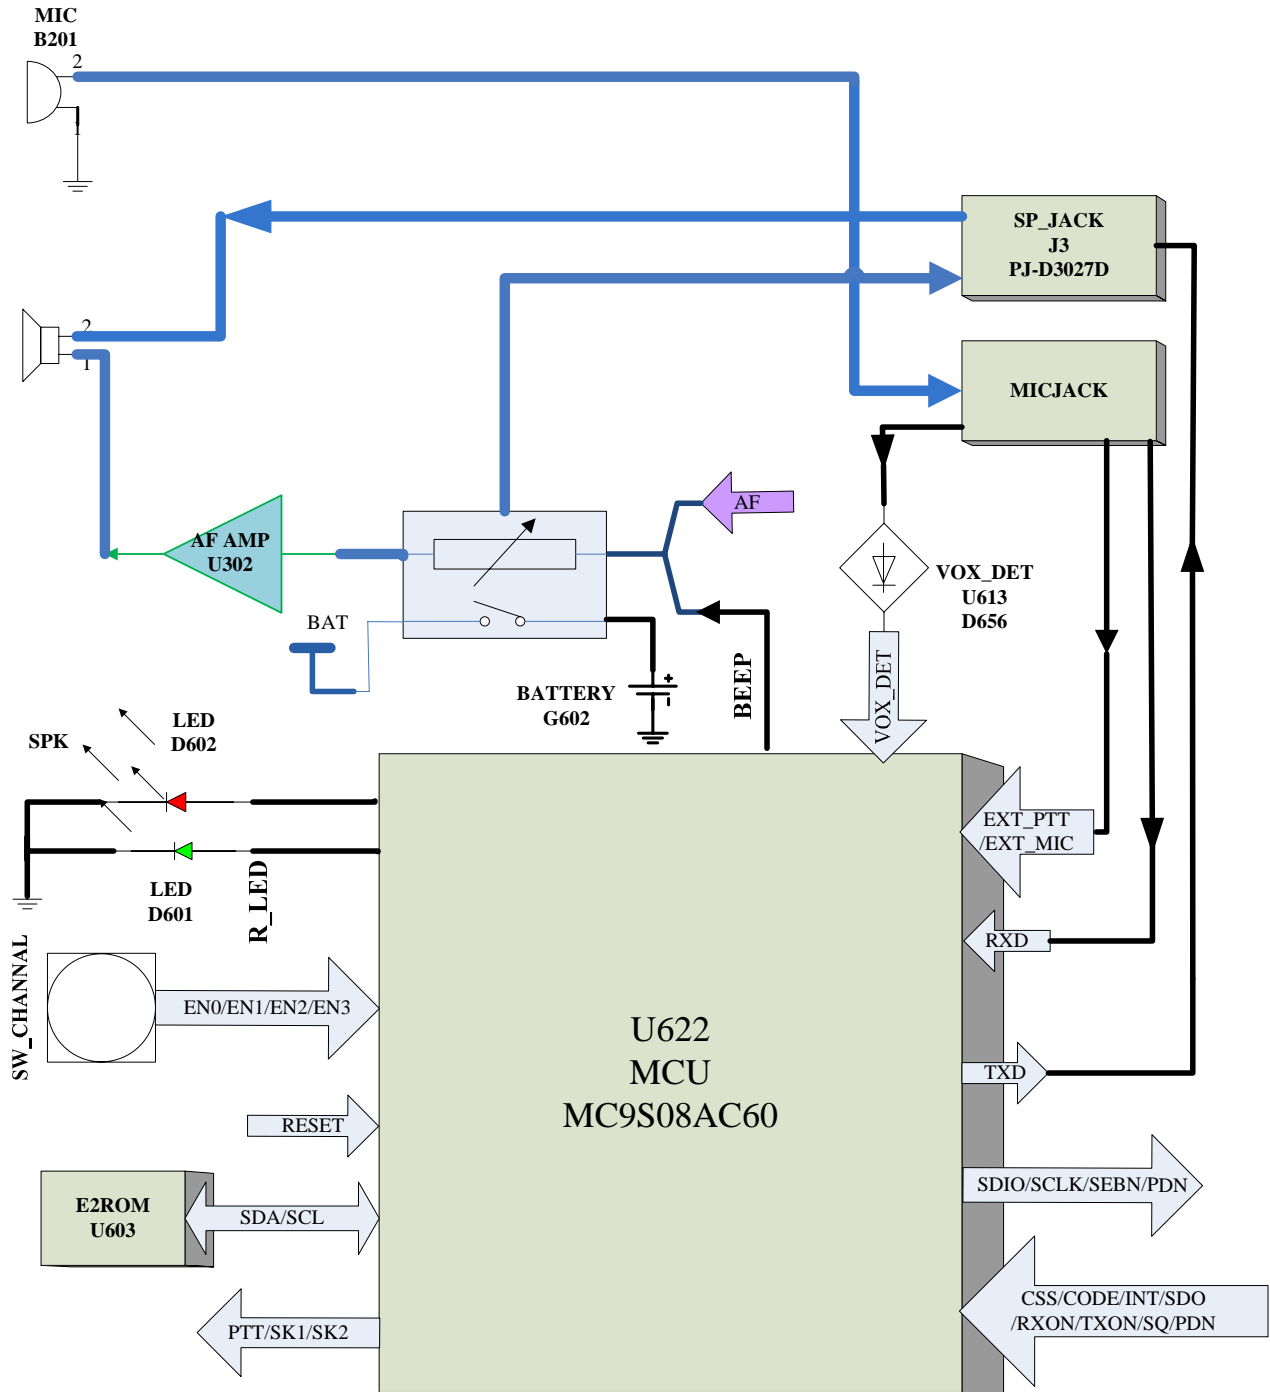 MIC
B201
2
1
SP_JACK
J3
PJ-D3027D
2
1
MICJACK
AF
AF AMP
U302
VOX_DET
U613
D656
BAT
BATTERY
G602
+
BEEP
VOX_DET
LED
D602
SPK
EXT_PTT
/EXT_MIC
LED
D601
R_LED
RXD
SW_CHANNAL
EN0/EN1/EN2/EN3
U622
MCU
MC9S08AC60
TXD
RESET
SDIO/SCLK/SEBN/PDN
E2ROM
U603
SDA/SCL
CSS/CODE/INT/SDO
/RXON/TXON/SQ/PDN
PTT/SK1/SK2